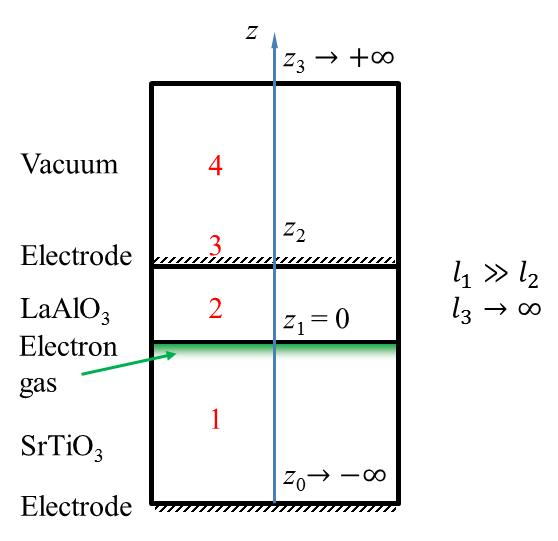 z
z₃ → +∞
Vacuum
4
z₂
3
Electrode
l₁ ≫ l₂
LaAlO₃
2
l₃ → ∞
z₁ = 0
Electron
gas
1
SrTiO₃
z₀→ −∞
Electrode